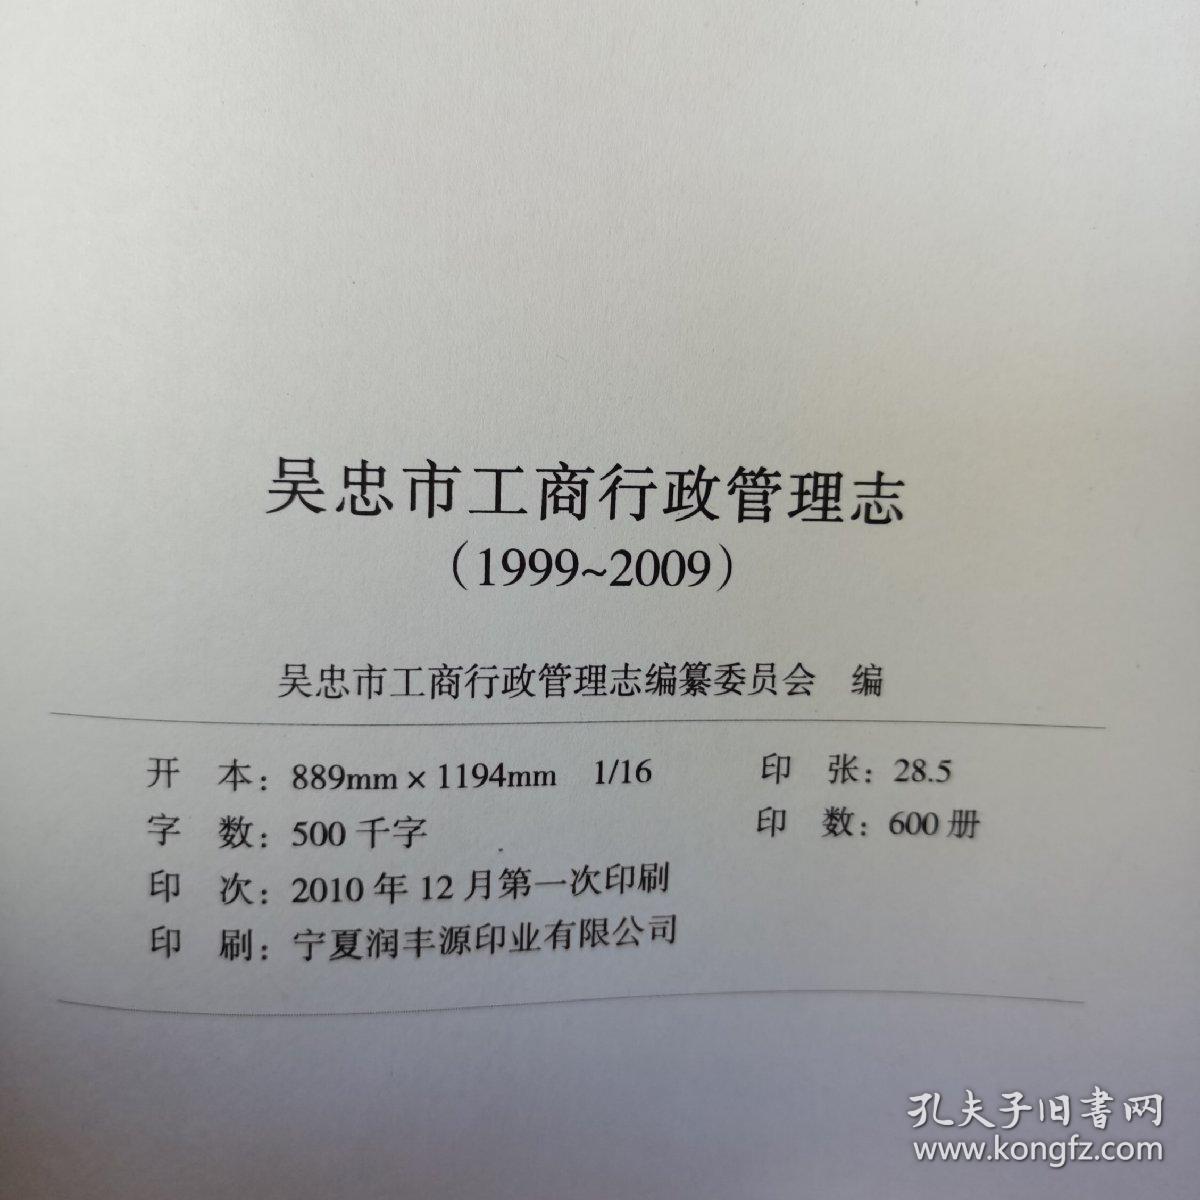 吴忠市工商行政管理志
（1999~2009）
吴忠市工商行政管理志编纂委员会 编
开 本：889mm×1194mm 1/16 印 张：28.5
字 数：500千字 印 数：600册
印 次：2010年12月第一次印刷
印 刷：宁夏润丰源印业有限公司
孔夫子旧书网
www.kongfz.com